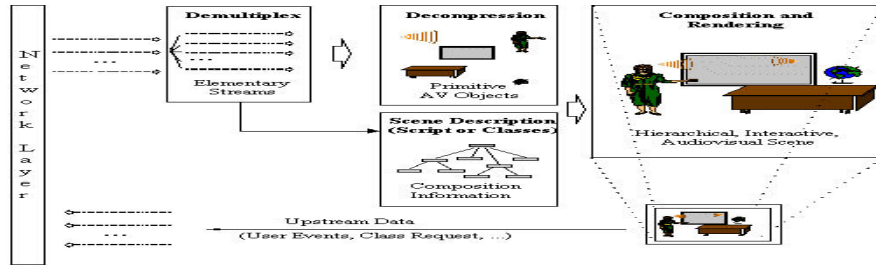 Network Layer
Demultiplex
...
...
Elementary
Streams
Decompression
Primitive
AV Objects
Scene Description
(Script or Classes)
Composition
Information
Composition and
Rendering
Hierarchical, Interactive,
Audiovisual Scene
...
Upstream Data
(User Events, Class Request, ...)